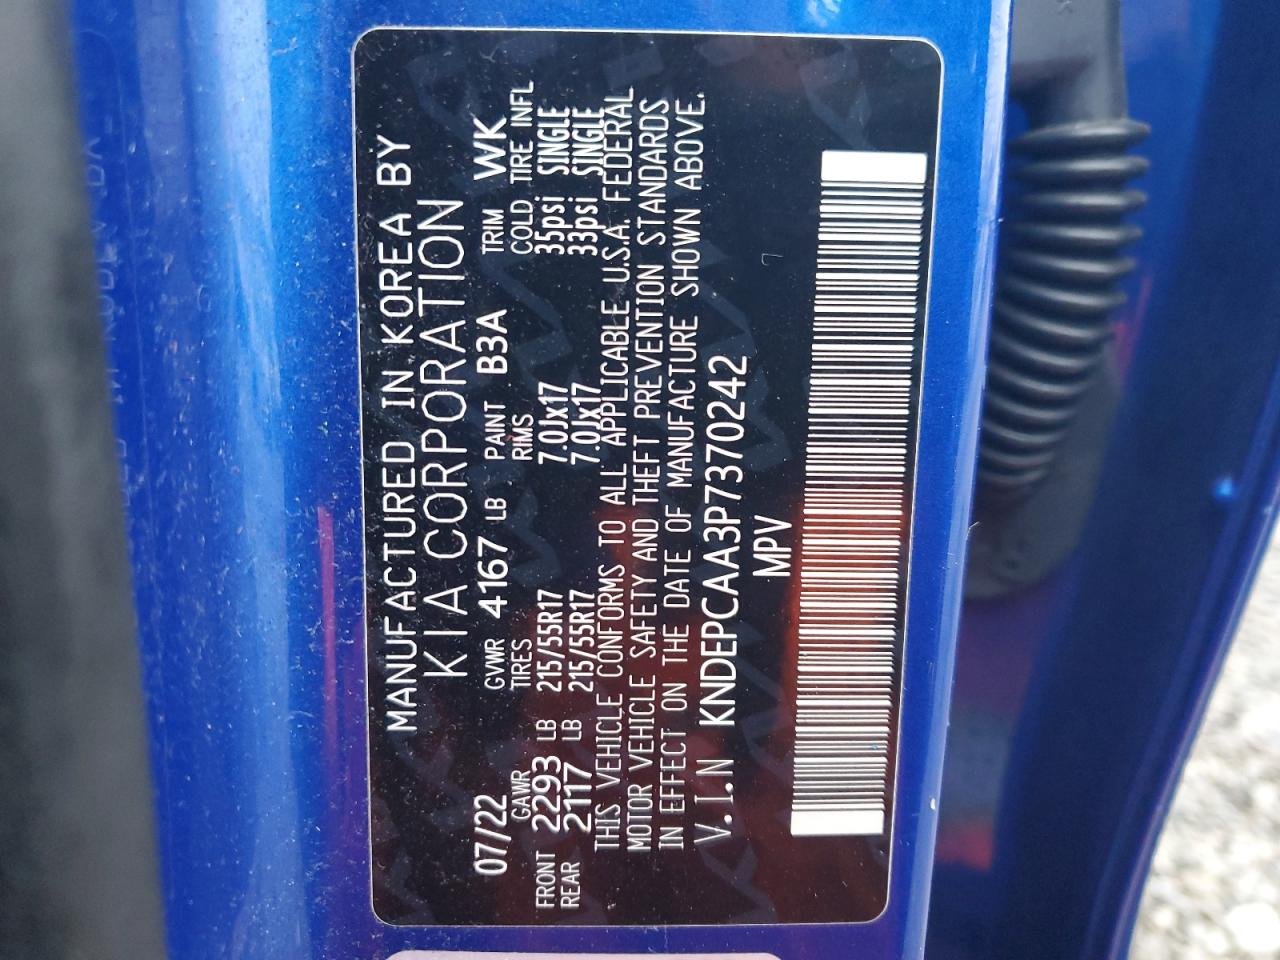 MANUFACTURED IN KOREA BY
KIA CORPORATION
07/22 GVWR 4167 LB PAINT B3A TRIM WK
GAWR TIRES RIMS COLD TIRE INFL
FRONT 2293 LB 215/55R17 7.0Jx17 35psi SINGLE
REAR 2117 LB 215/55R17 7.0Jx17 33psi SINGLE
THIS VEHICLE CONFORMS TO ALL APPLICABLE U.S.A. FEDERAL
MOTOR VEHICLE SAFETY AND THEFT PREVENTION STANDARDS
IN EFFECT ON THE DATE OF MANUFACTURE SHOWN ABOVE.
V.I.N KNDEPCAA3P7370242
MPV